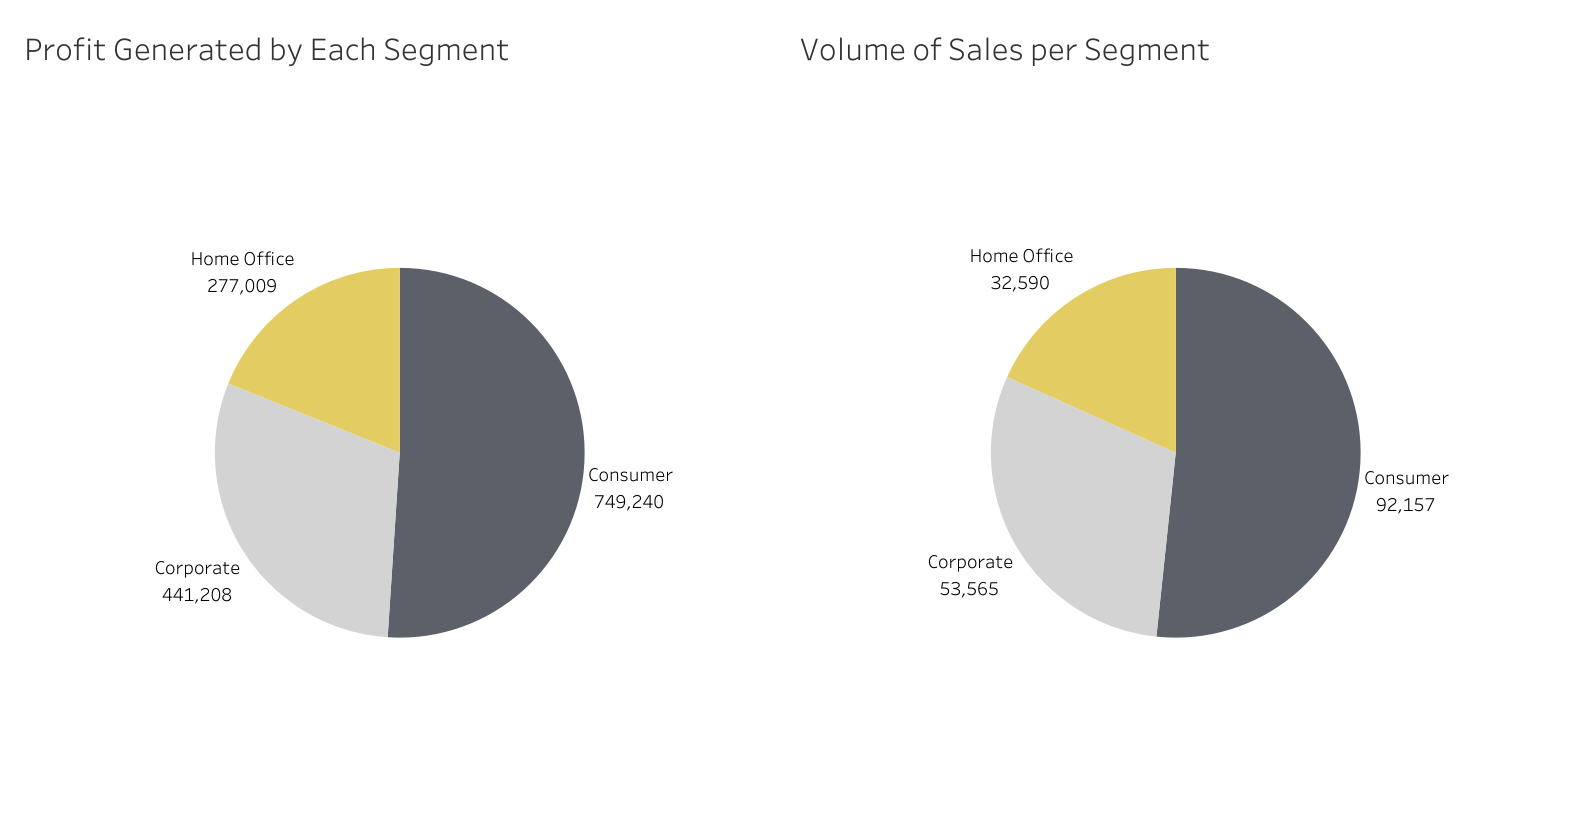 Profit Generated by Each Segment
Home Office
277,009
Consumer
749,240
Corporate
441,208
Volume of Sales per Segment
Home Office
32,590
Consumer
92,157
Corporate
53,565